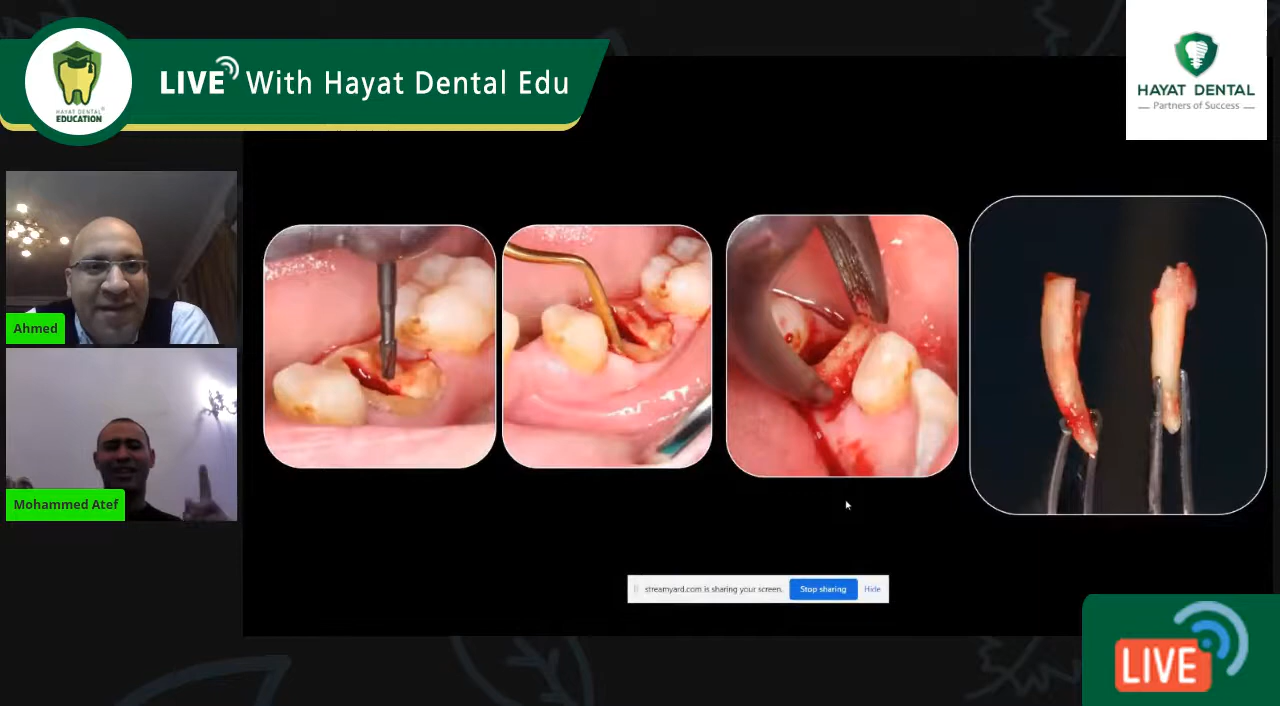 LIVE With Hayat Dental Edu
HAYAT DENTAL®
EDUCATION
HAYAT DENTAL
— Partners of Success —
Ahmed
Mohammed Atef
streamyard.com is sharing your screen.
Stop sharing
Hide
LIVE